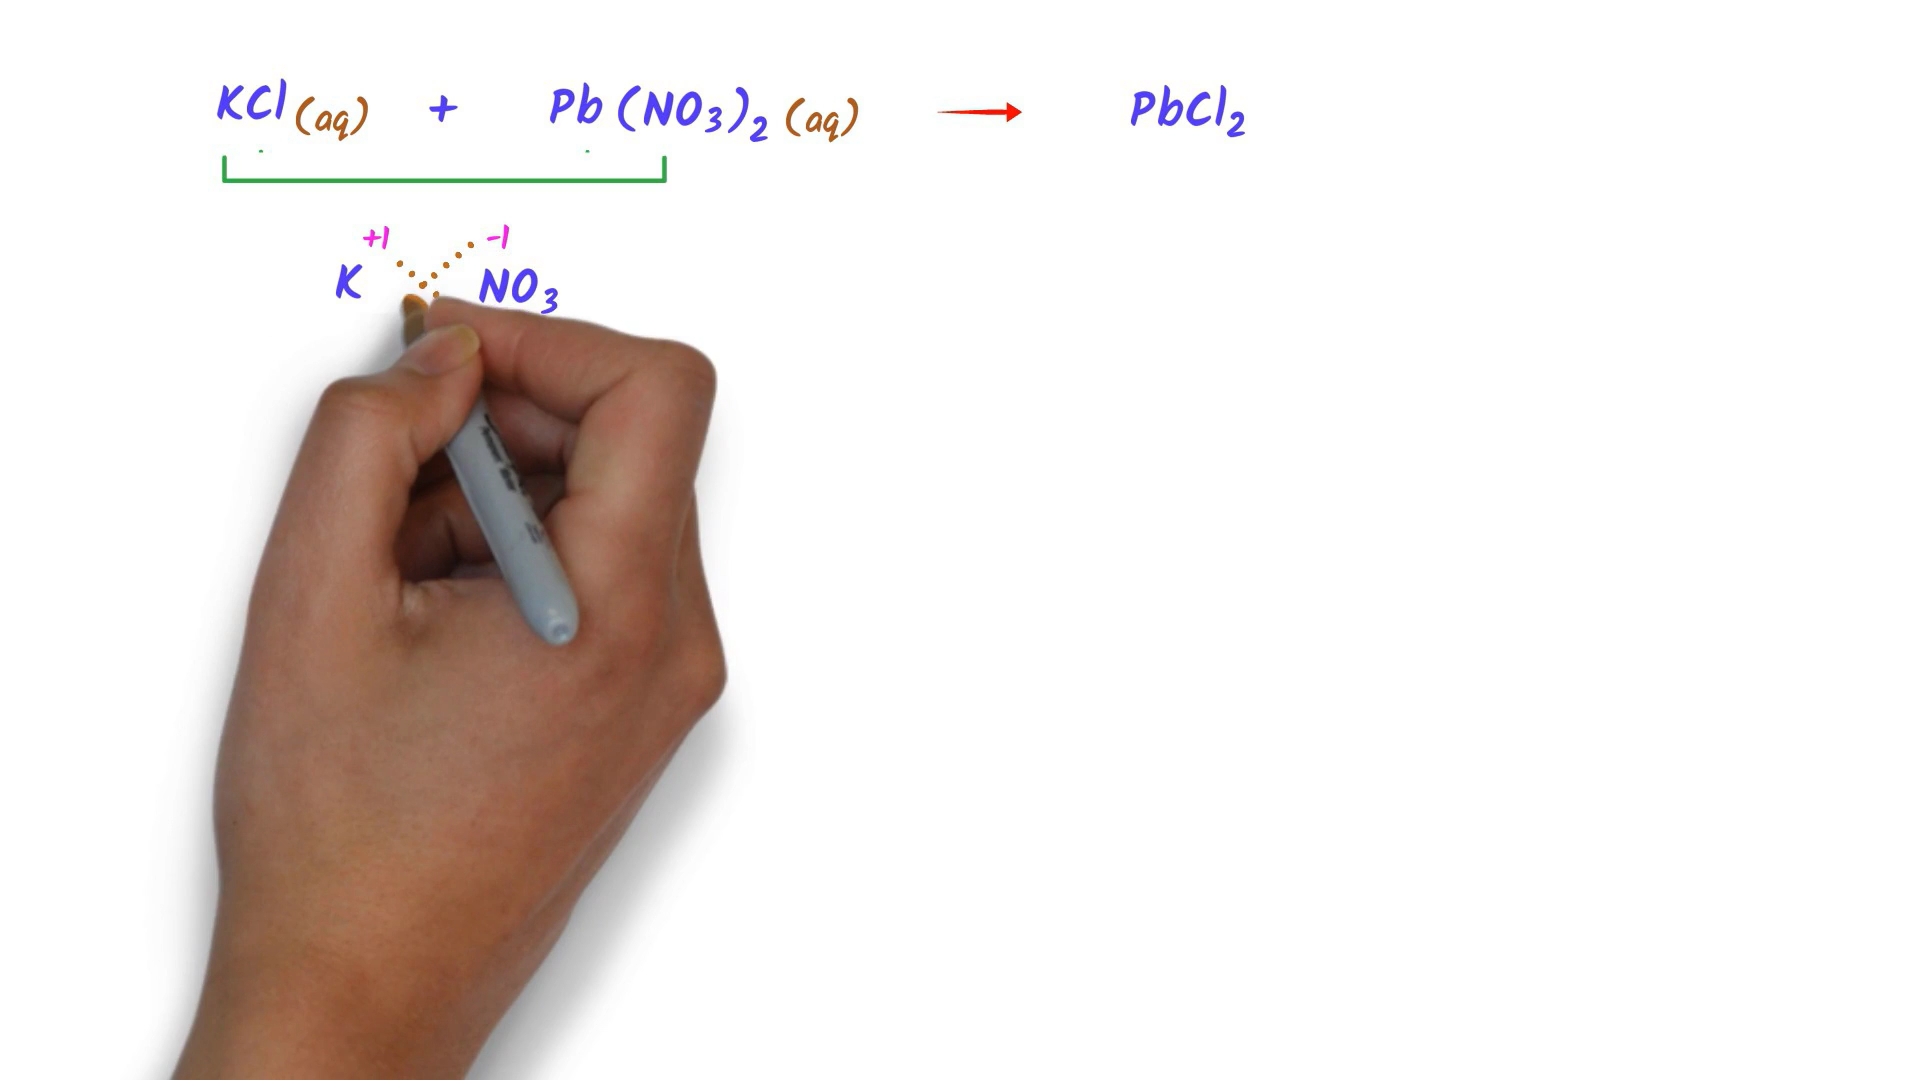 KCl (aq) + Pb (NO3)2 (aq) → PbCl2
+1 -1
K NO3